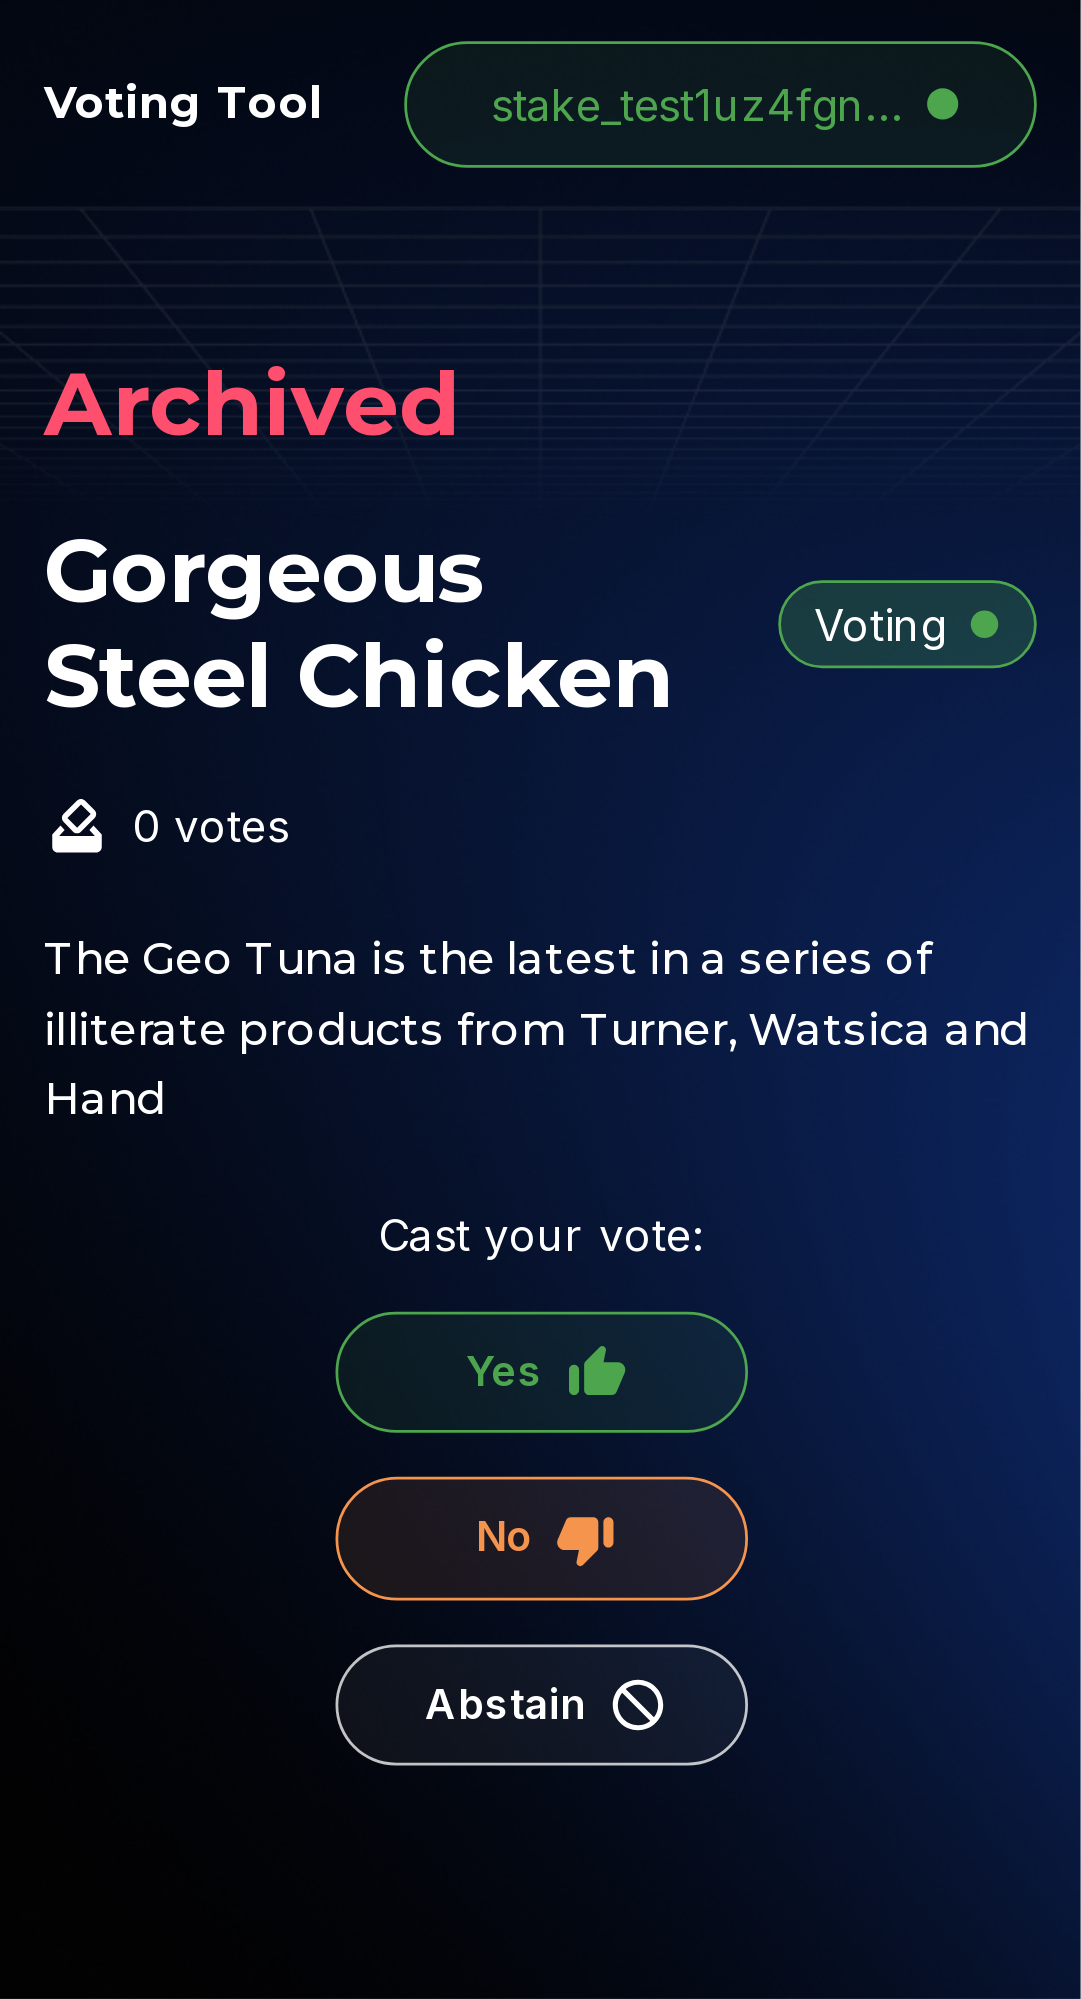 Voting Tool
stake_test1uz4fgn...
Archived
Gorgeous
Steel Chicken
Voting
0 votes
The Geo Tuna is the latest in a series of
illiterate products from Turner, Watsica and
Hand
Cast your vote:
Yes
No
Abstain